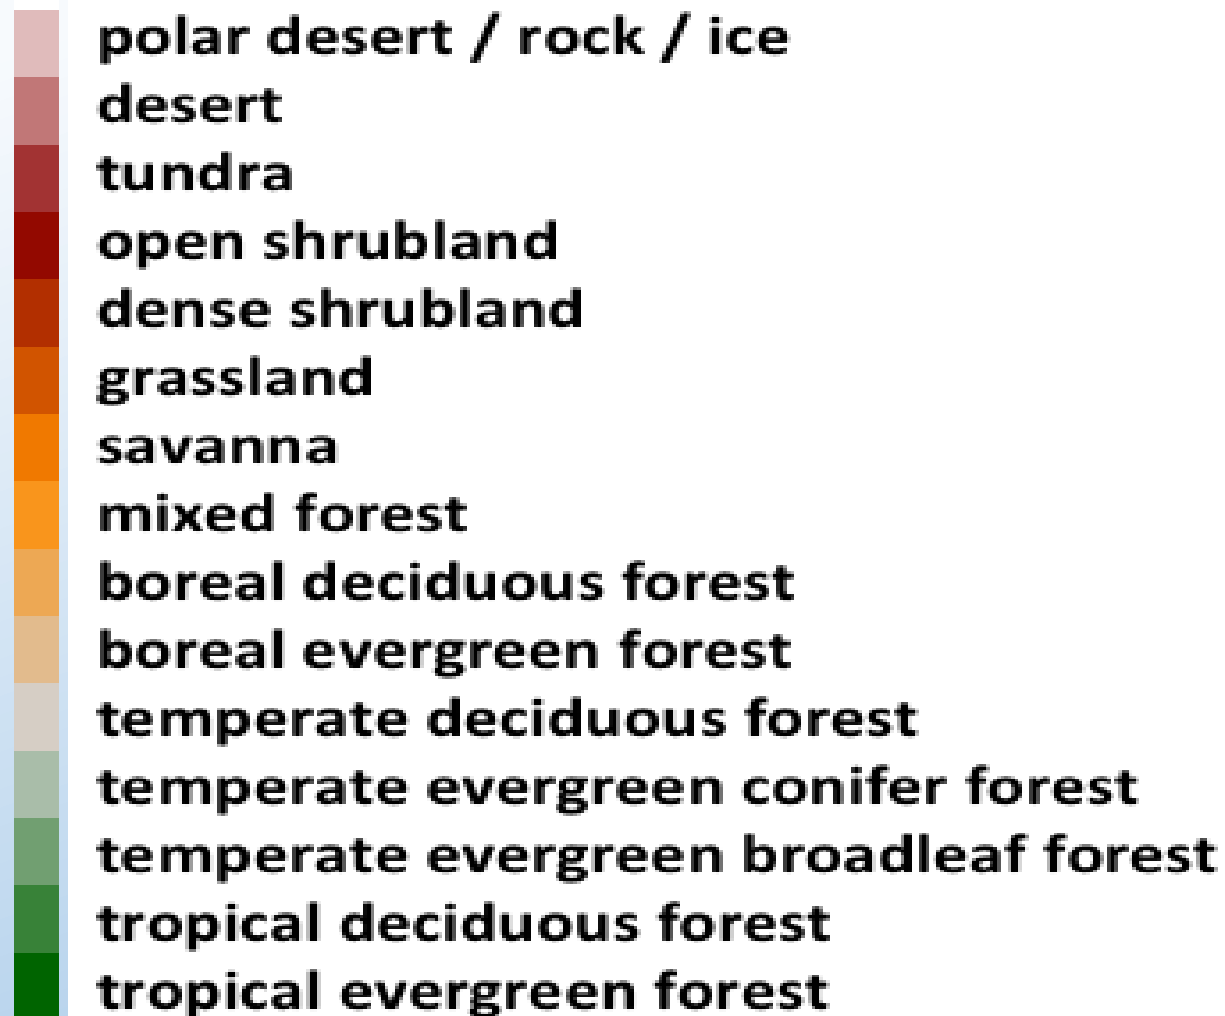 polar desert / rock / ice
desert
tundra
open shrubland
dense shrubland
grassland
savanna
mixed forest
boreal deciduous forest
boreal evergreen forest
temperate deciduous forest
temperate evergreen conifer forest
temperate evergreen broadleaf forest
tropical deciduous forest
tropical evergreen forest